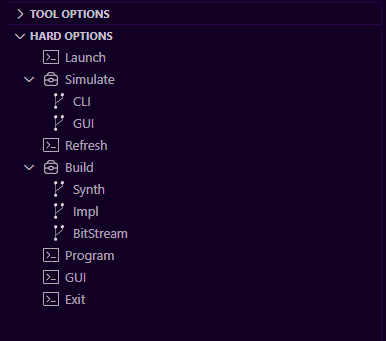 TOOL OPTIONS
HARD OPTIONS
Launch
Simulate
CLI
GUI
Refresh
Build
Synth
Impl
BitStream
Program
GUI
Exit